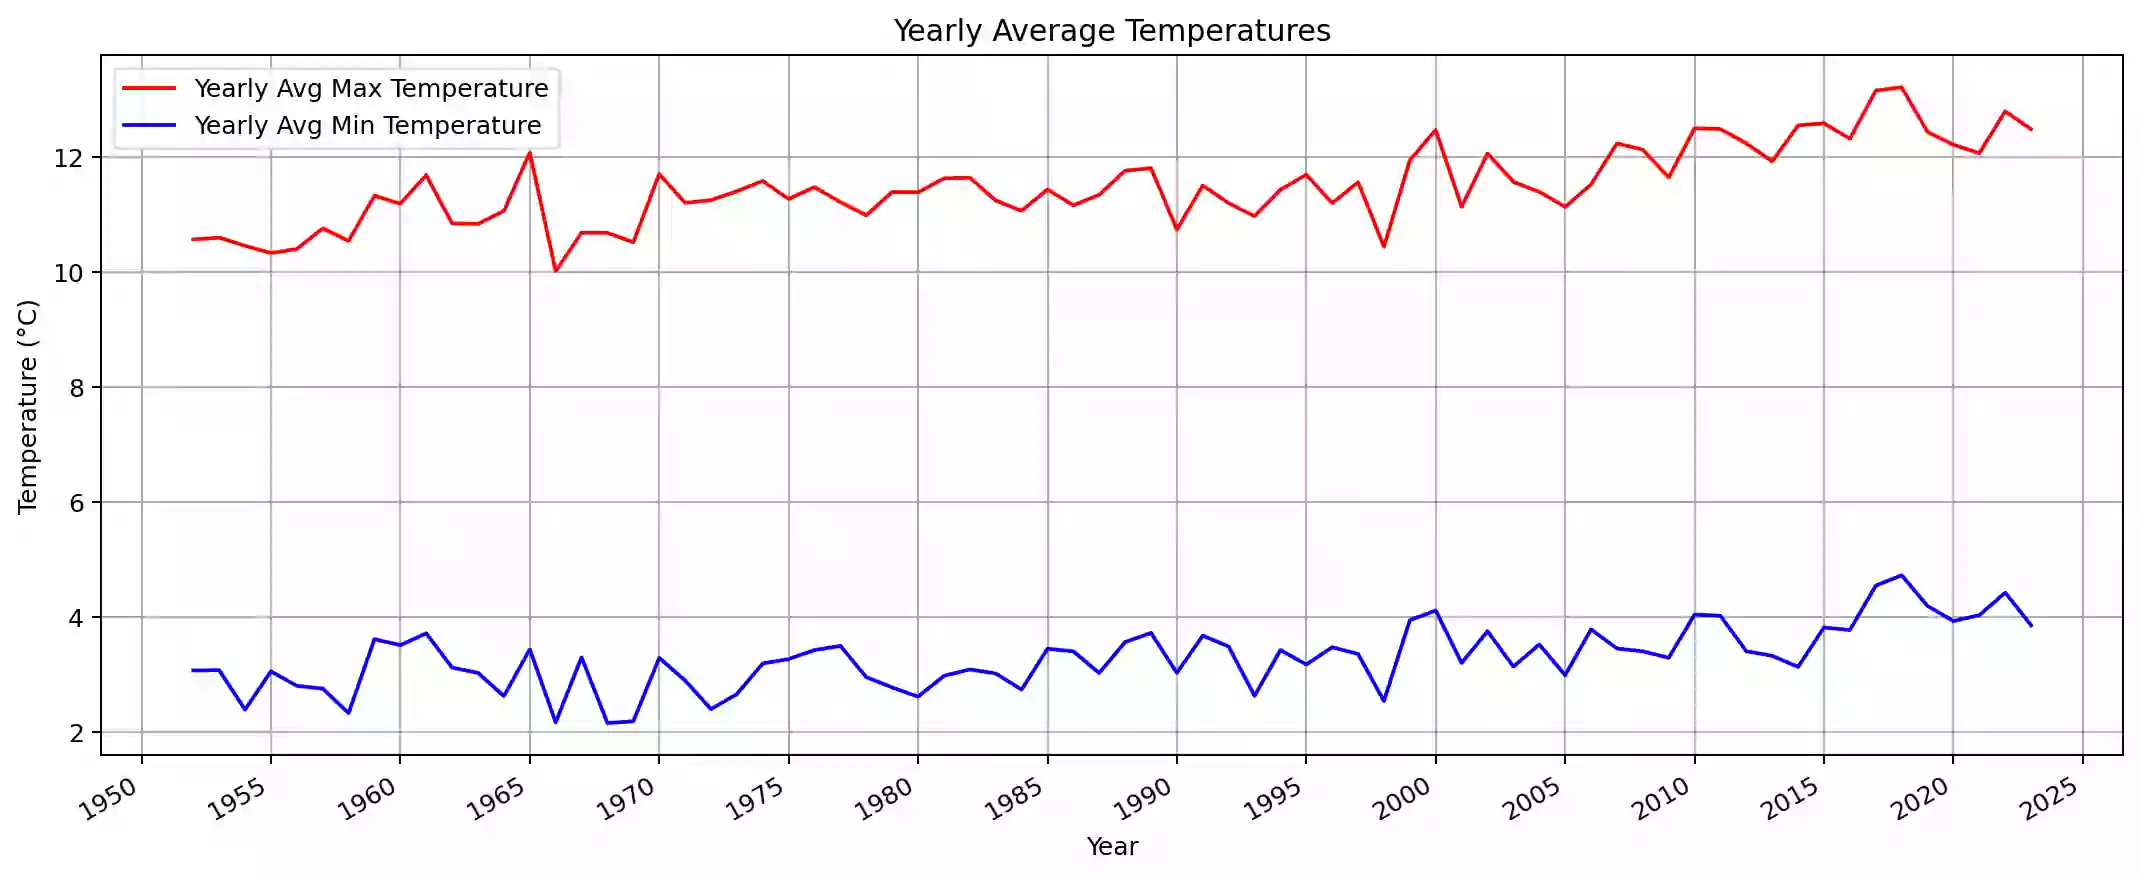 Yearly Average Temperatures
Yearly Avg Max Temperature
Yearly Avg Min Temperature
12
10
8
6
4
2
Temperature (°C)
1950 1955 1960 1965 1970 1975 1980 1985 1990 1995 2000 2005 2010 2015 2020 2025
Year